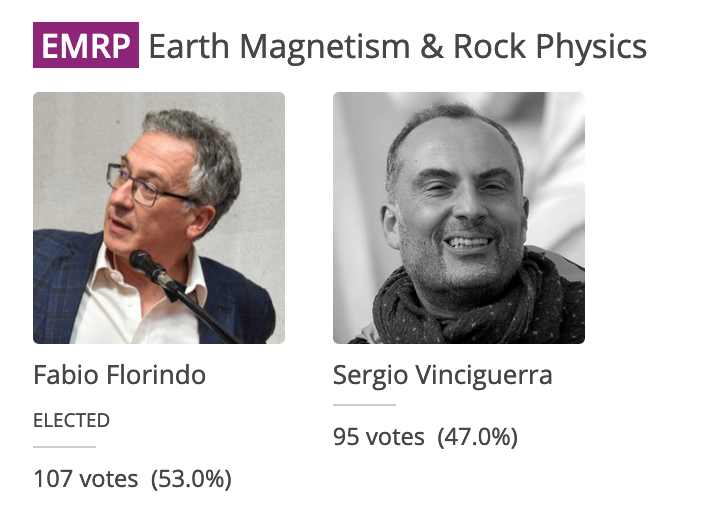 EMRP Earth Magnetism & Rock Physics
Fabio Florindo
ELECTED
107 votes (53.0%)
Sergio Vinciguerra
95 votes (47.0%)